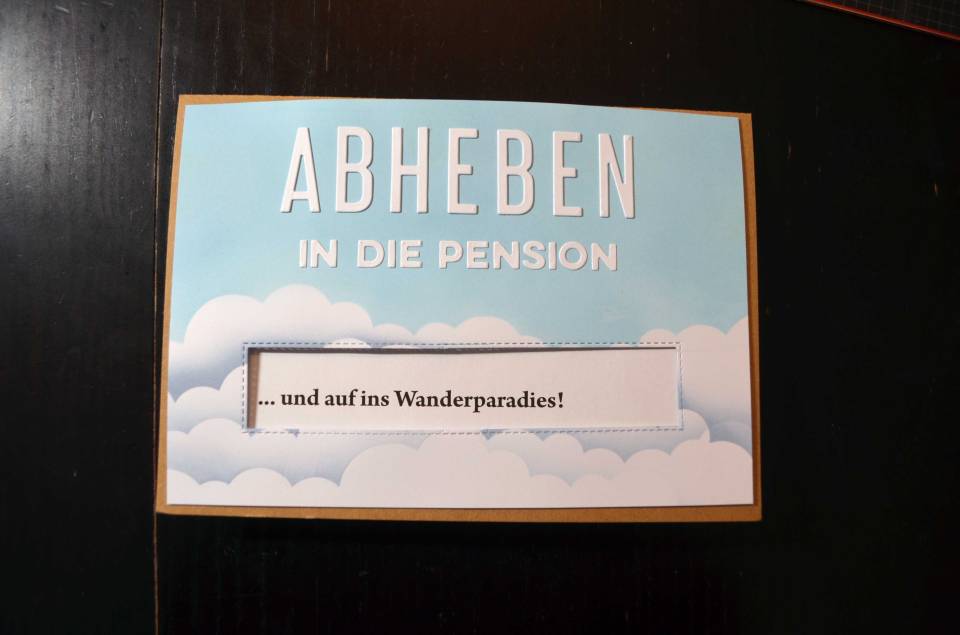 ABHEBEN
IN DIE PENSION
... und auf ins Wanderparadies!